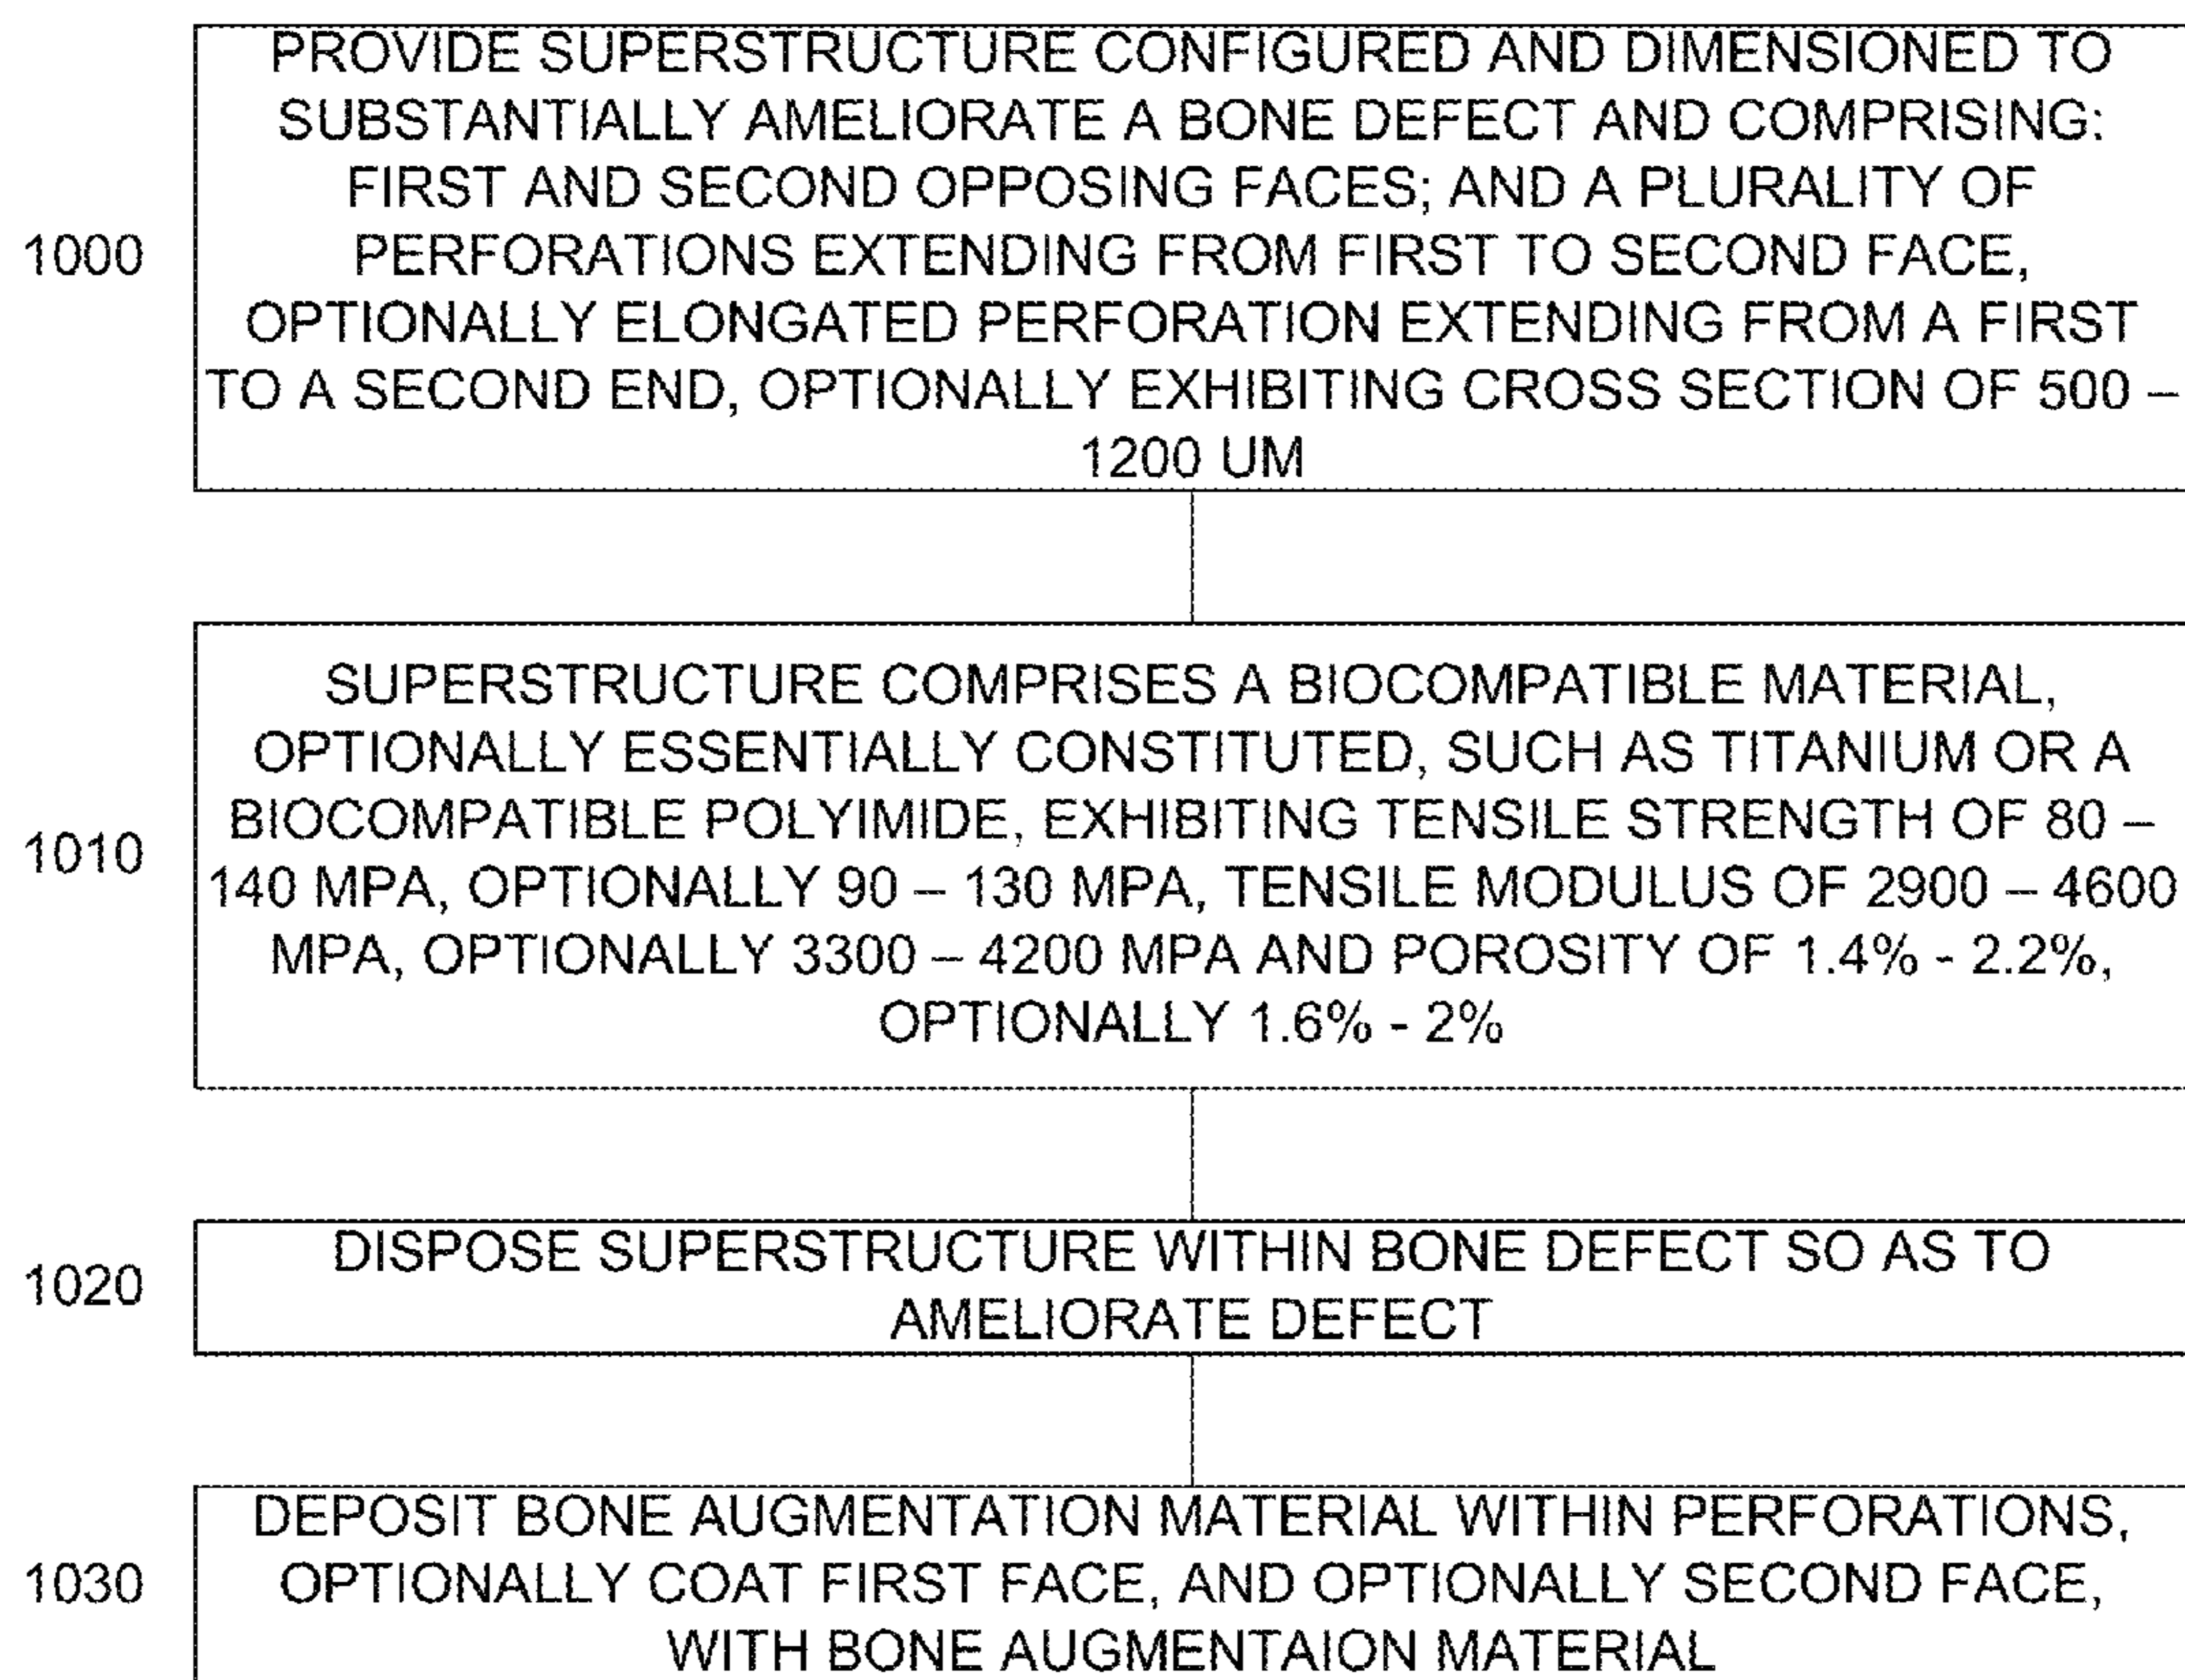 PROVIDE SUPERSTRUCTURE CONFIGURED AND DIMENSIONED TO
SUBSTANTIALLY AMELIORATE A BONE DEFECT AND COMPRISING:
FIRST AND SECOND OPPOSING FACES; AND A PLURALITY OF
1000
PERFORATIONS EXTENDING FROM FIRST TO SECOND FACE,
OPTIONALLY ELONGATED PERFORATION EXTENDING FROM A FIRST
TO A SECOND END, OPTIONALLY EXHIBITING CROSS SECTION OF 500 –
1200 UM
SUPERSTRUCTURE COMPRISES A BIOCOMPATIBLE MATERIAL,
OPTIONALLY ESSENTIALLY CONSTITUTED, SUCH AS TITANIUM OR A
BIOCOMPATIBLE POLYIMIDE, EXHIBITING TENSILE STRENGTH OF 80 –
1010
140 MPA, OPTIONALLY 90 – 130 MPA, TENSILE MODULUS OF 2900 – 4600
MPA, OPTIONALLY 3300 – 4200 MPA AND POROSITY OF 1.4% - 2.2%,
OPTIONALLY 1.6% - 2%
1020
DISPOSE SUPERSTRUCTURE WITHIN BONE DEFECT SO AS TO
AMELIORATE DEFECT
DEPOSIT BONE AUGMENTATION MATERIAL WITHIN PERFORATIONS,
1030
OPTIONALLY COAT FIRST FACE, AND OPTIONALLY SECOND FACE,
WITH BONE AUGMENTAION MATERIAL